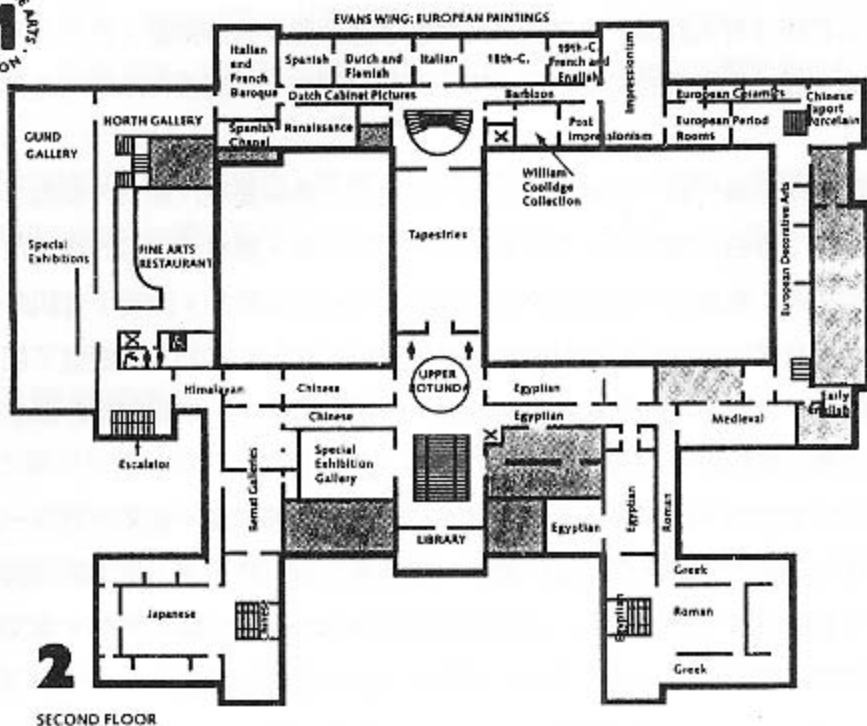 1
ARTS
EVANS WING: EUROPEAN PAINTINGS
Italian
and
French
Baroque
Spanish
Dutch and
Flemish
Italian
18th-C.
19th-C.
French and
English
Impressionism
Dutch Cabinet Pictures
Barbizon
European Ceramics
Chinese
Export
Porcelain
GUND
GALLERY
NORTH GALLERY
Spanish
Chapel
Renaissance
Post
Impressionism
European Period
Rooms
William
Coolidge
Collection
Special
Exhibitions
FINE ARTS
RESTAURANT
Tapestries
European Decorative Arts
UPPER
ROTUNDA
Himalayan
Chinese
Egyptian
Early
English
Chinese
Egyptian
Medieval
Escalator
Bernat Galleries
Special
Exhibition
Gallery
Egyptian
Egyptian
Roman
LIBRARY
Greek
Japanese
Egyptian
Roman
Greek
2
SECOND FLOOR